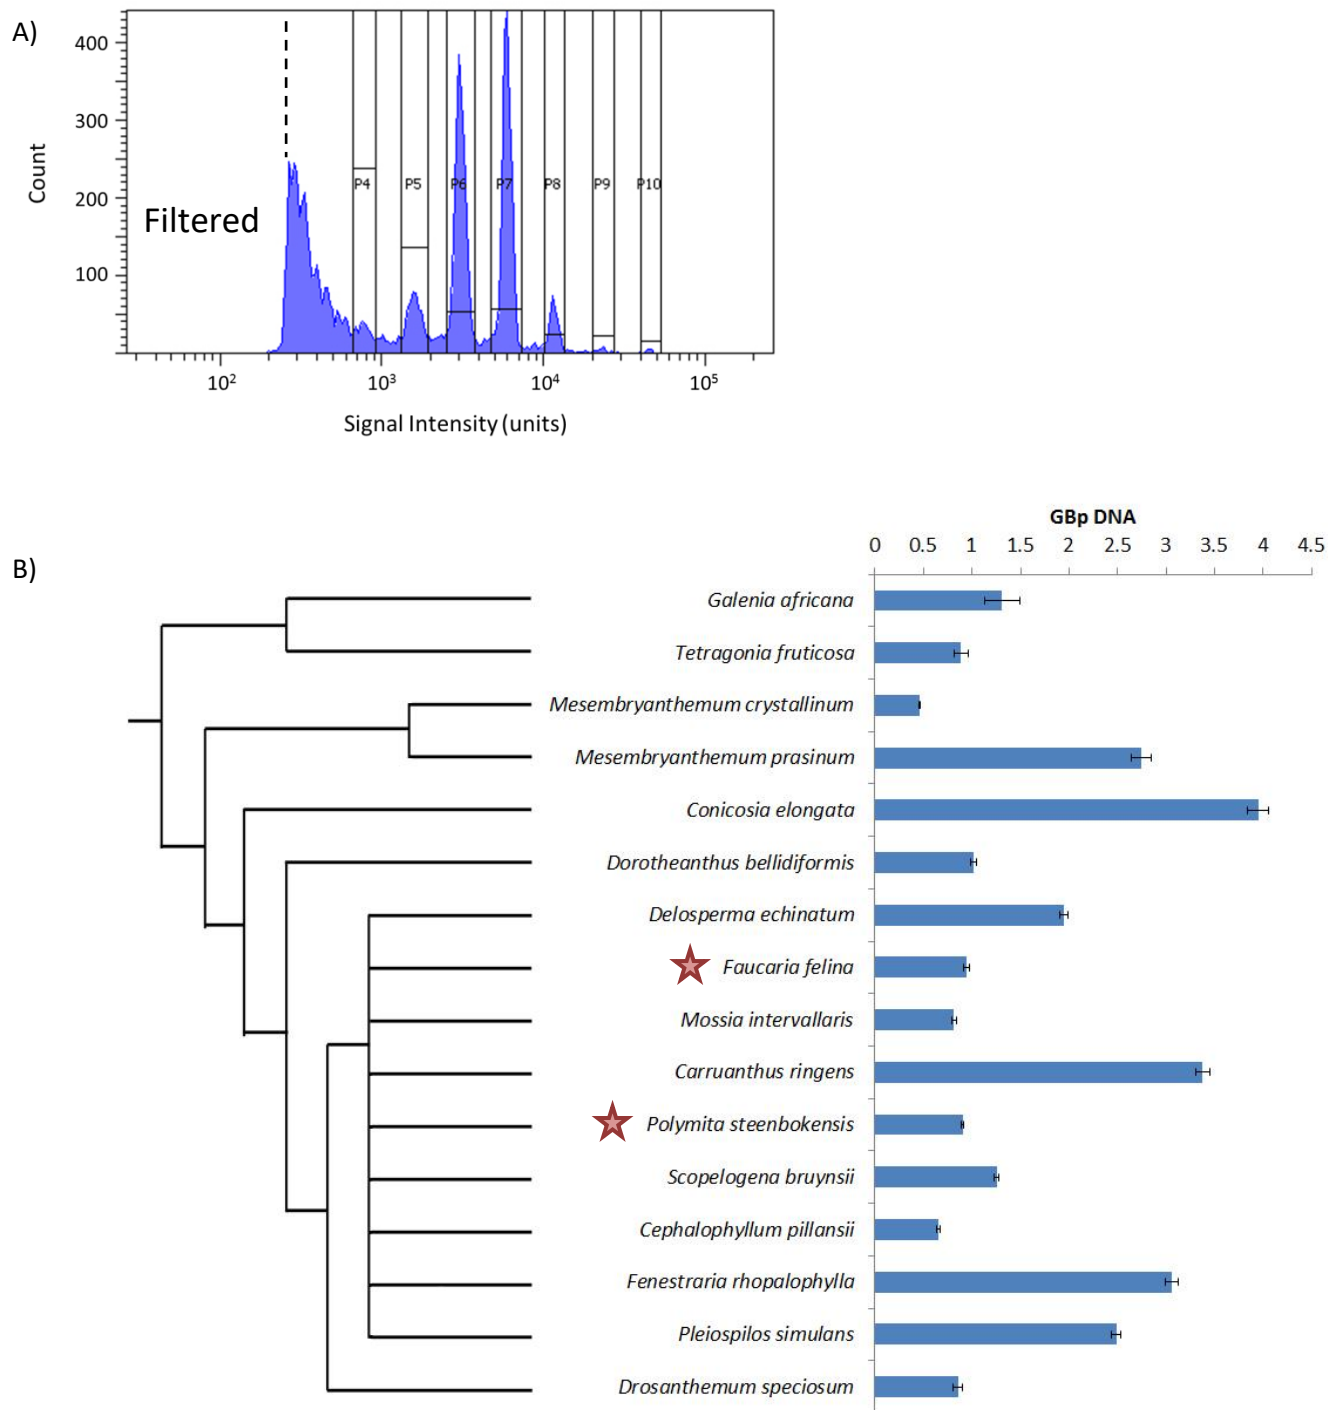 A)
400
300
200
100
Count
Filtered
P4 P5 P6 P7 P8 P9 P10
10² 10³ 10⁴ 10⁵
Signal Intensity (units)
B)
GBp DNA
0 0.5 1 1.5 2 2.5 3 3.5 4 4.5
Galenia africana
Tetragonia fruticosa
Mesembryanthemum crystallinum
Mesembryanthemum prasinum
Conicosia elongata
Dorotheanthus bellidiformis
Delosperma echinatum
Faucaria felina
Mossia intervallaris
Carruanthus ringens
Polymita steenbokensis
Scopelogena bruynsii
Cephalophyllum pillansii
Fenestraria rhopalophylla
Pleiospilos simulans
Drosanthemum speciosum